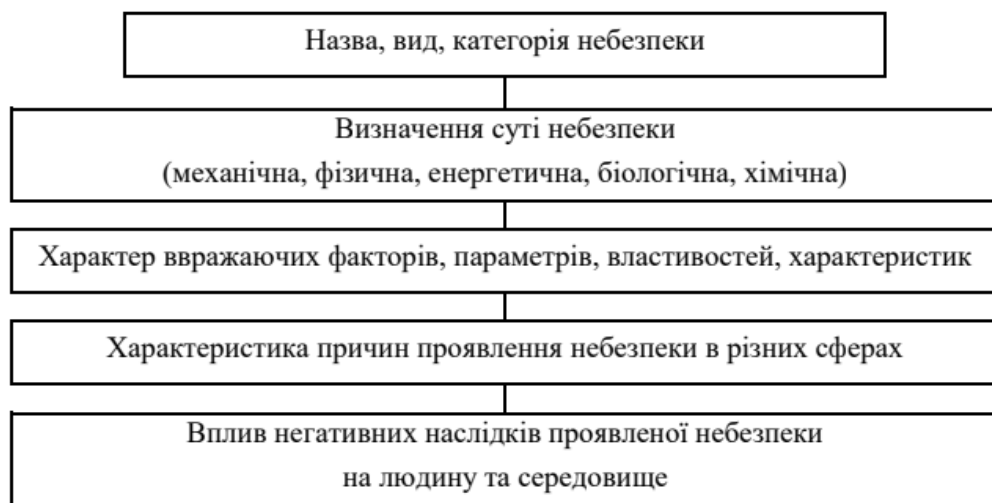 Назва, вид, категорія небезпеки
Визначення суті небезпеки
(механічна, фізична, енергетична, біологічна, хімічна)
Характер ввражаючих факторів, параметрів, властивостей, характеристик
Характеристика причин проявлення небезпеки в різних сферах
Вплив негативних наслідків проявленої небезпеки
на людину та середовище